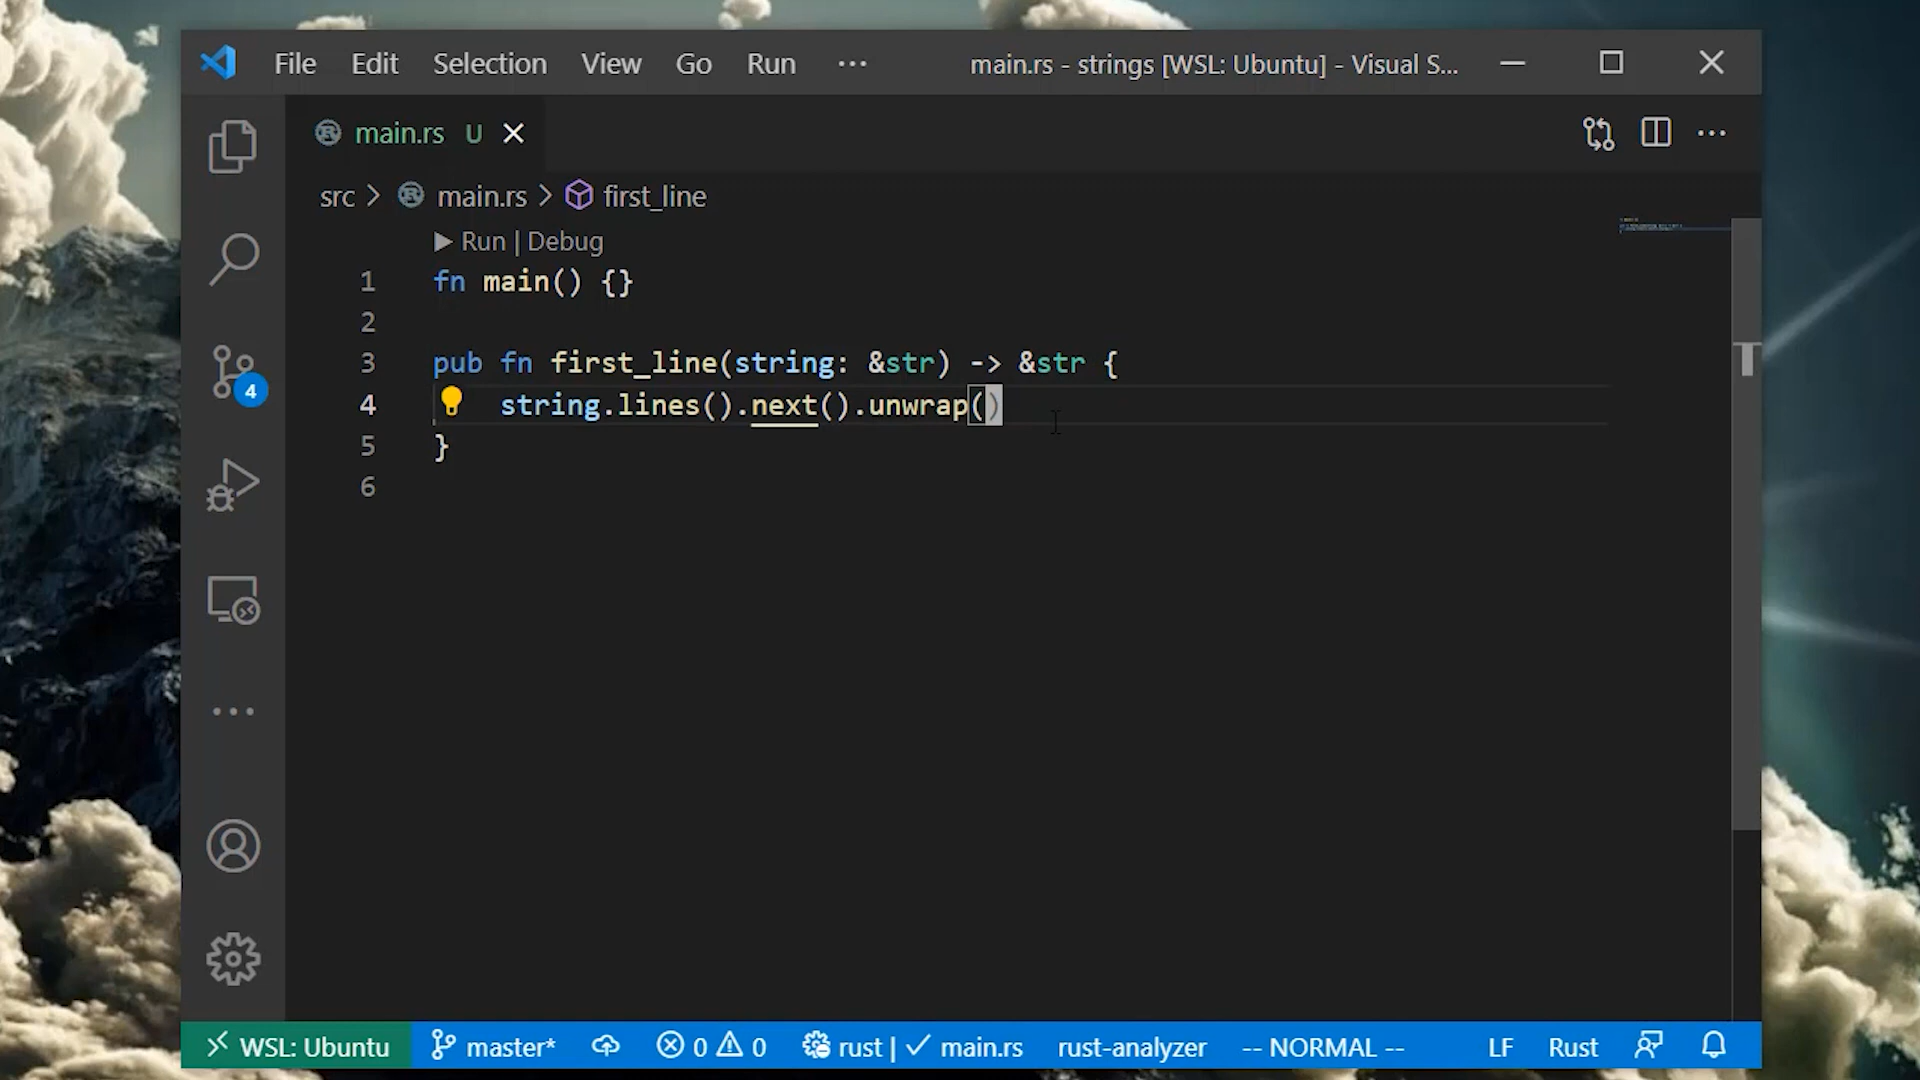 File Edit Selection View Go Run ··· main.rs - strings [WSL: Ubuntu] - Visual S...
main.rs U
src > main.rs > first_line
Run | Debug
1 fn main() {}
2
3 pub fn first_line(string: &str) -> &str {
4 string.lines().next().unwrap()
5 }
6
4
WSL: Ubuntu master* 0 0 rust | ✓ main.rs rust-analyzer -- NORMAL -- LF Rust